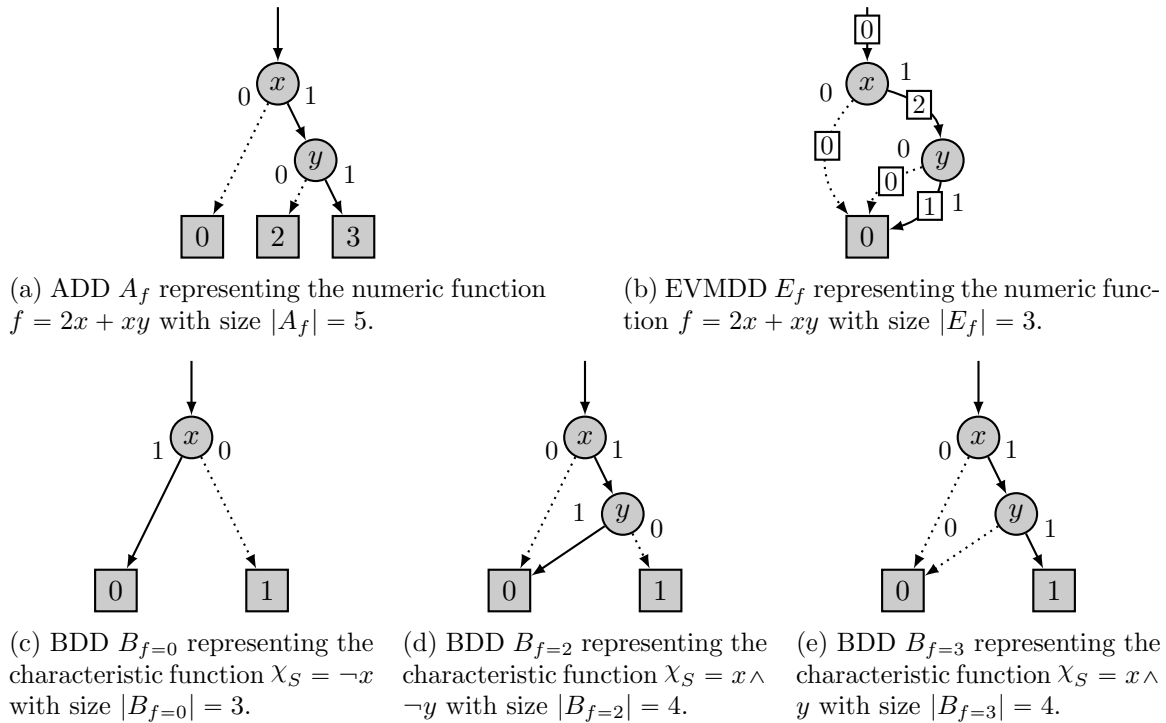 0
x
0
1
y
0
1
0
2
3
(a) ADD A_f representing the numeric function
f = 2x + xy with size |A_f| = 5.
0
x
0
1
2
0
0
y
0
1
1
0
(b) EVMDD E_f representing the numeric func-
tion f = 2x + xy with size |E_f| = 3.
x
1
0
0
1
(c) BDD B_{f=0} representing the
characteristic function χ_S = ¬x
with size |B_{f=0}| = 3.
x
0
1
y
1
0
0
1
(d) BDD B_{f=2} representing the
characteristic function χ_S = x∧
¬y with size |B_{f=2}| = 4.
x
0
1
y
0
1
0
1
(e) BDD B_{f=3} representing the
characteristic function χ_S = x∧
y with size |B_{f=3}| = 4.